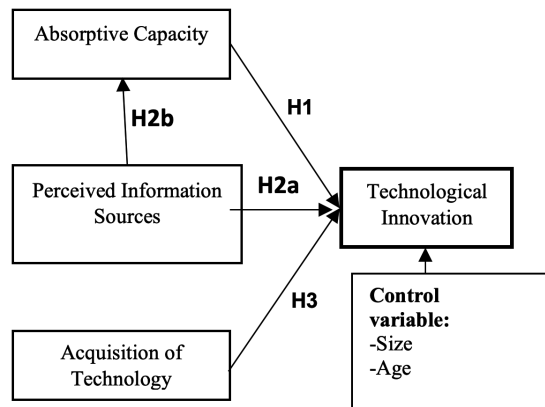 Absorptive Capacity
H2b
H1
Perceived Information
Sources
H2a
Technological
Innovation
H3
Acquisition of
Technology
Control
variable:
-Size
-Age